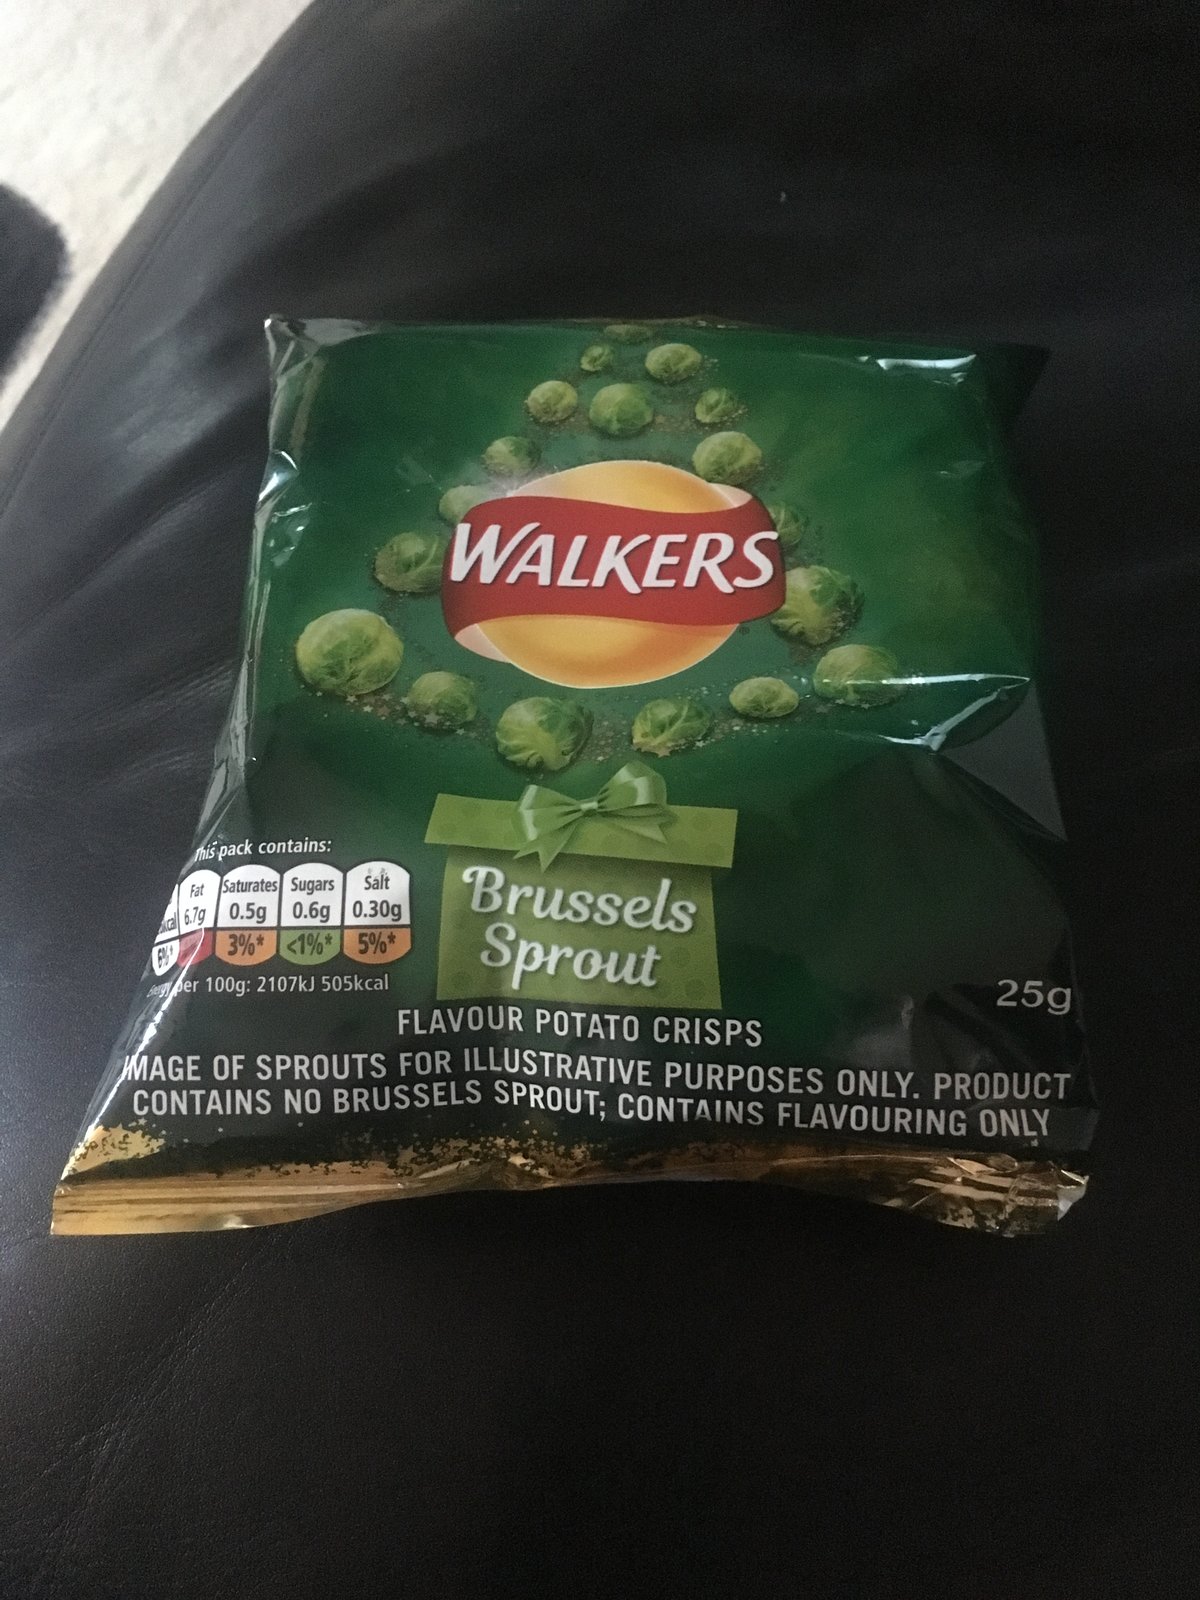 WALKERS
Brussels
Sprout
This pack contains:
Fat Saturates Sugars Salt
6.7g 0.5g 0.6g 0.30g
6%* 3%* <1%* 5%*
per 100g: 2107kJ 505kcal
25g
FLAVOUR POTATO CRISPS
IMAGE OF SPROUTS FOR ILLUSTRATIVE PURPOSES ONLY. PRODUCT
CONTAINS NO BRUSSELS SPROUT; CONTAINS FLAVOURING ONLY